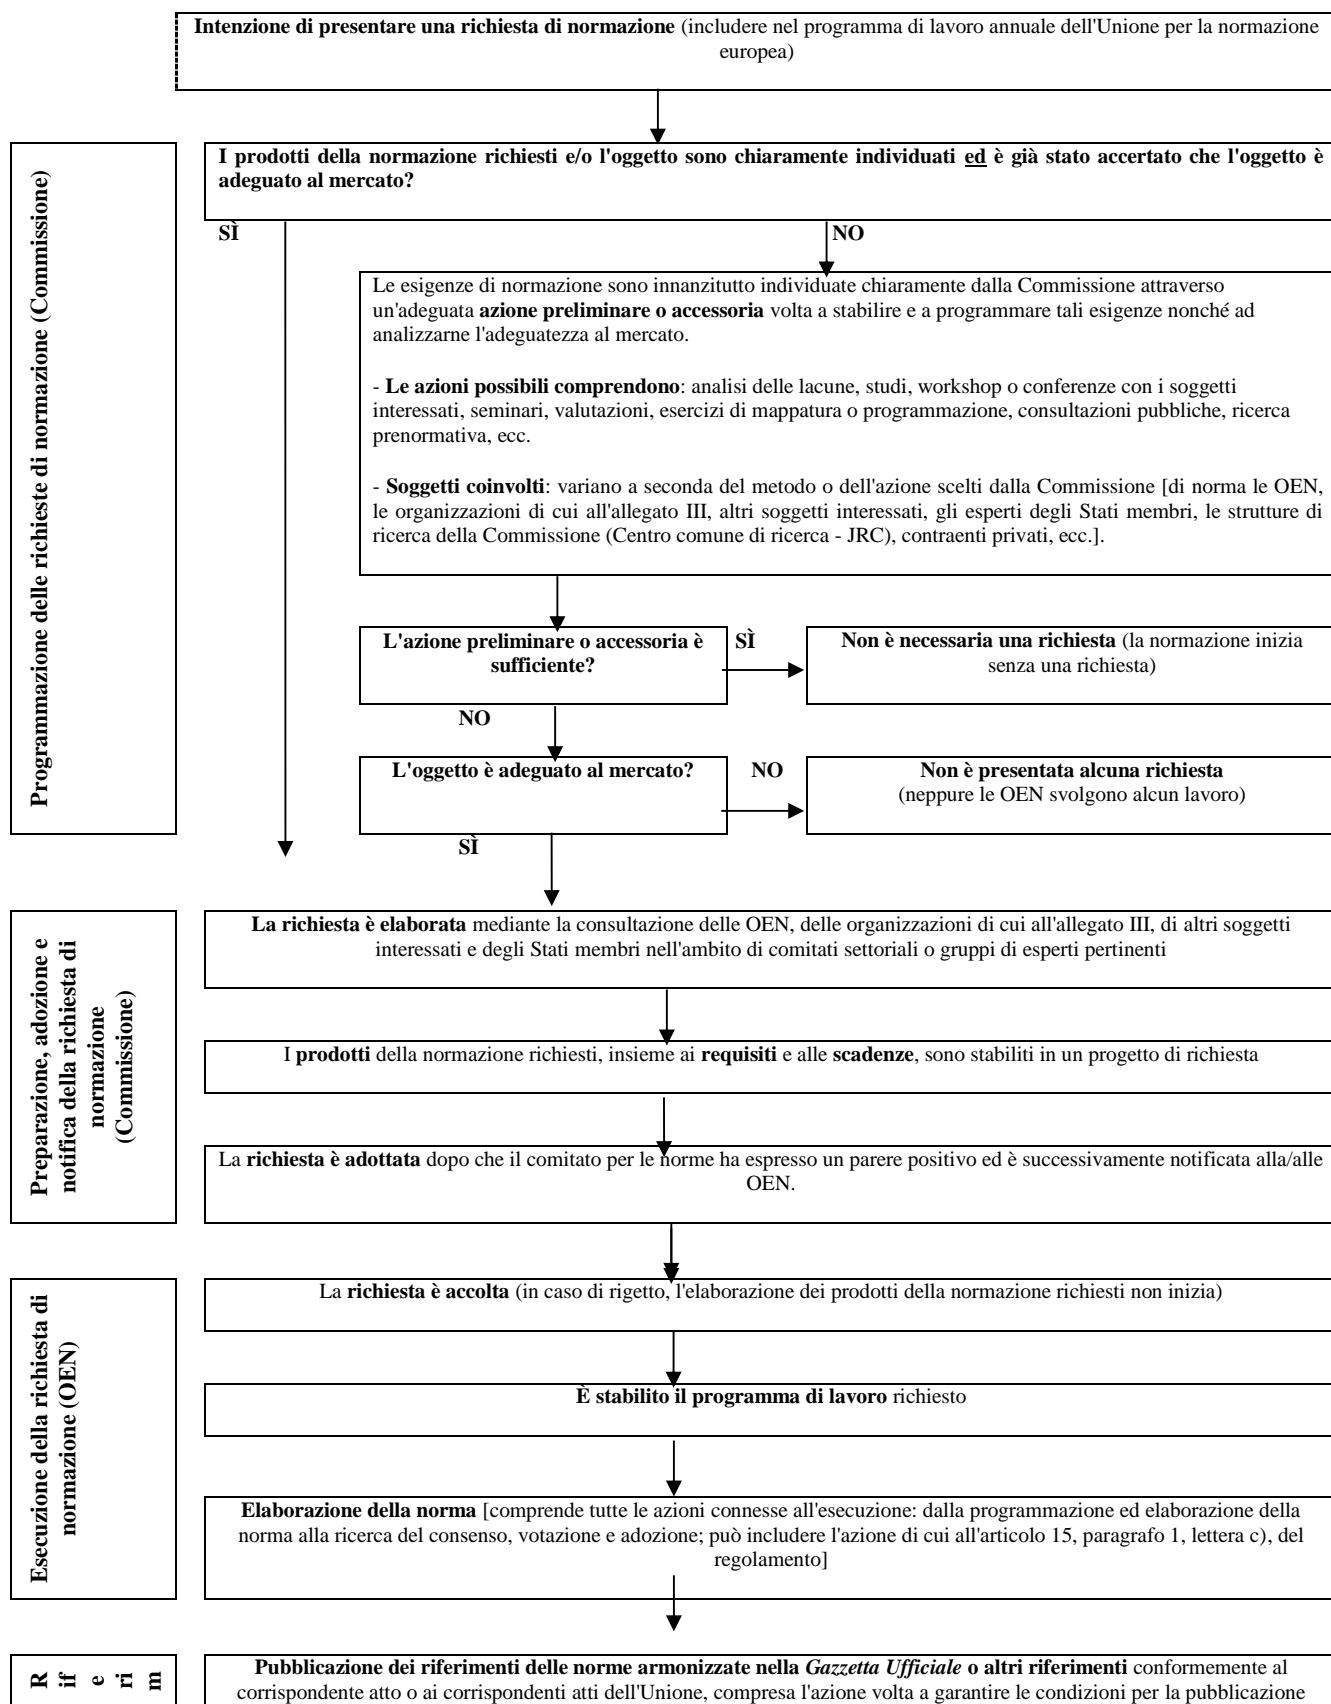 Intenzione di presentare una richiesta di normazione (includere nel programma di lavoro annuale dell'Unione per la normazione
europea)
Programmazione delle richieste di normazione (Commissione)
I prodotti della normazione richiesti e/o l'oggetto sono chiaramente individuati ed è già stato accertato che l'oggetto è
adeguato al mercato?
SÌ
NO
Le esigenze di normazione sono innanzitutto individuate chiaramente dalla Commissione attraverso
un'adeguata azione preliminare o accessoria volta a stabilire e a programmare tali esigenze nonché ad
analizzarne l'adeguatezza al mercato.
- Le azioni possibili comprendono: analisi delle lacune, studi, workshop o conferenze con i soggetti
interessati, seminari, valutazioni, esercizi di mappatura o programmazione, consultazioni pubbliche, ricerca
prenormativa, ecc.
- Soggetti coinvolti: variano a seconda del metodo o dell'azione scelti dalla Commissione [di norma le OEN,
le organizzazioni di cui all'allegato III, altri soggetti interessati, gli esperti degli Stati membri, le strutture di
ricerca della Commissione (Centro comune di ricerca - JRC), contraenti privati, ecc.].
L'azione preliminare o accessoria è
sufficiente?
SÌ
Non è necessaria una richiesta (la normazione inizia
senza una richiesta)
NO
L'oggetto è adeguato al mercato?
NO
Non è presentata alcuna richiesta
(neppure le OEN svolgono alcun lavoro)
SÌ
Preparazione, adozione e
notifica della richiesta di
normazione
(Commissione)
La richiesta è elaborata mediante la consultazione delle OEN, delle organizzazioni di cui all'allegato III, di altri soggetti
interessati e degli Stati membri nell'ambito di comitati settoriali o gruppi di esperti pertinenti
I prodotti della normazione richiesti, insieme ai requisiti e alle scadenze, sono stabiliti in un progetto di richiesta
La richiesta è adottata dopo che il comitato per le norme ha espresso un parere positivo ed è successivamente notificata alla/alle
OEN.
Esecuzione della richiesta di
normazione (OEN)
La richiesta è accolta (in caso di rigetto, l'elaborazione dei prodotti della normazione richiesti non inizia)
È stabilito il programma di lavoro richiesto
Elaborazione della norma [comprende tutte le azioni connesse all'esecuzione: dalla programmazione ed elaborazione della
norma alla ricerca del consenso, votazione e adozione; può includere l'azione di cui all'articolo 15, paragrafo 1, lettera c), del
regolamento]
R
if
e
ri
m
Pubblicazione dei riferimenti delle norme armonizzate nella Gazzetta Ufficiale o altri riferimenti conformemente al
corrispondente atto o ai corrispondenti atti dell'Unione, compresa l'azione volta a garantire le condizioni per la pubblicazione